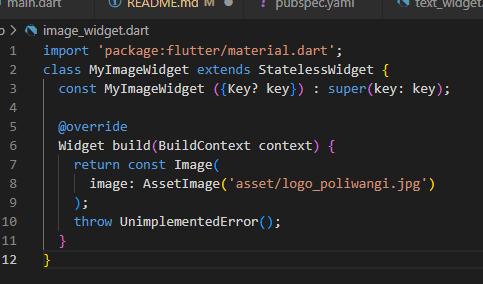 main.dart README.md M pubspec.yaml text_widget.dart
image_widget.dart
1 import 'package:flutter/material.dart';
2 class MyImageWidget extends StatelessWidget {
3 const MyImageWidget ({Key? key}) : super(key: key);
4
5 @override
6 Widget build(BuildContext context) {
7 return const Image(
8 image: AssetImage('asset/logo_poliwangi.jpg')
9 );
10 throw UnimplementedError();
11 }
12 }